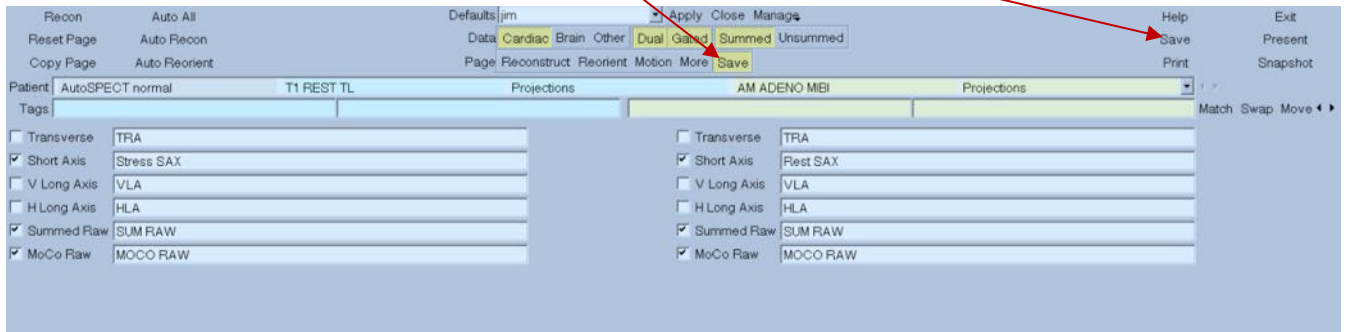 Recon Auto All Defaults jim Apply Close Manage Help Exit
Reset Page Auto Recon Data Cardiac Brain Other Dual Gated Summed Unsummed Save Present
Copy Page Auto Reorient Page Reconstruct Reorient Motion More Save Print Snapshot
Patient AutoSPECT normal T1 REST TL Projections AM ADENO MIBI Projections
Tags Match Swap Move
Transverse TRA Transverse TRA
Short Axis Stress SAX Short Axis Rest SAX
V Long Axis VLA V Long Axis VLA
H Long Axis HLA H Long Axis HLA
Summed Raw SUM RAW Summed Raw SUM RAW
MoCo Raw MOCO RAW MoCo Raw MOCO RAW